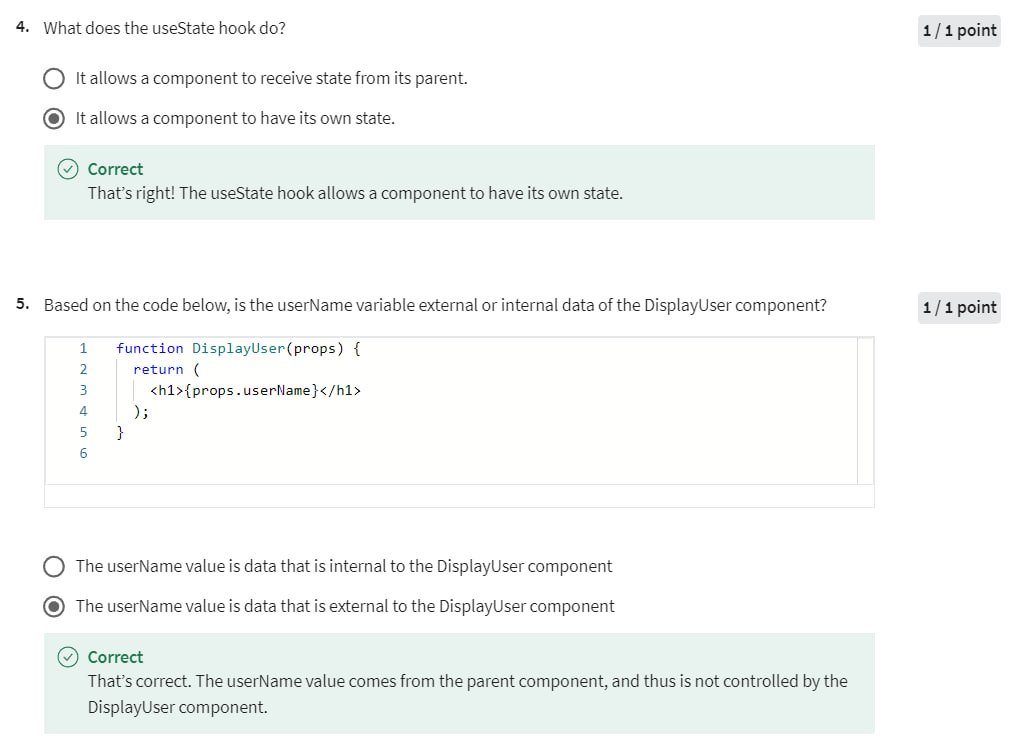 4. What does the useState hook do?
1 / 1 point
It allows a component to receive state from its parent.
It allows a component to have its own state.
Correct
That's right! The useState hook allows a component to have its own state.
5. Based on the code below, is the userName variable external or internal data of the DisplayUser component?
1 / 1 point
1 function DisplayUser(props) {
2 return (
3 <h1>{props.userName}</h1>
4 );
5 }
6
The userName value is data that is internal to the DisplayUser component
The userName value is data that is external to the DisplayUser component
Correct
That's correct. The userName value comes from the parent component, and thus is not controlled by the
DisplayUser component.